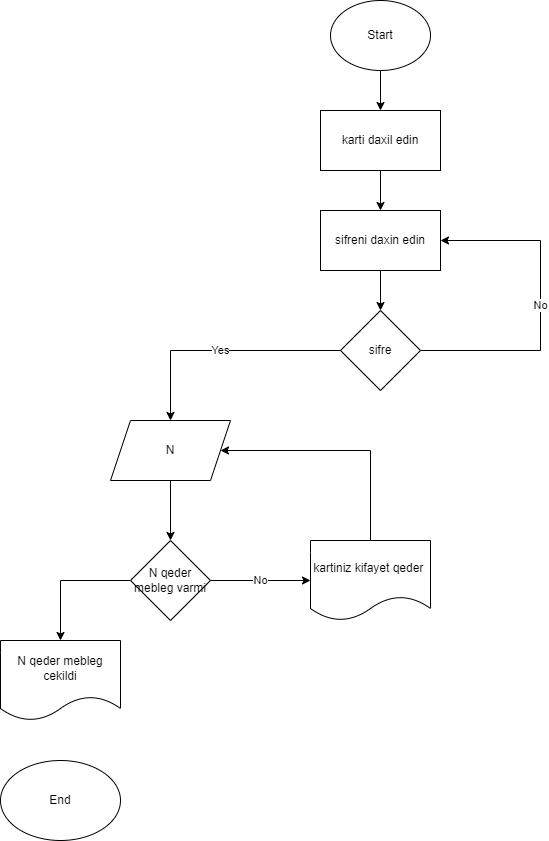 Start
karti daxil edin
sifreni daxin edin
No
sifre
Yes
N
N qeder
mebleg varmi
No
kartiniz kifayet qeder
N qeder mebleg
cekildi
End